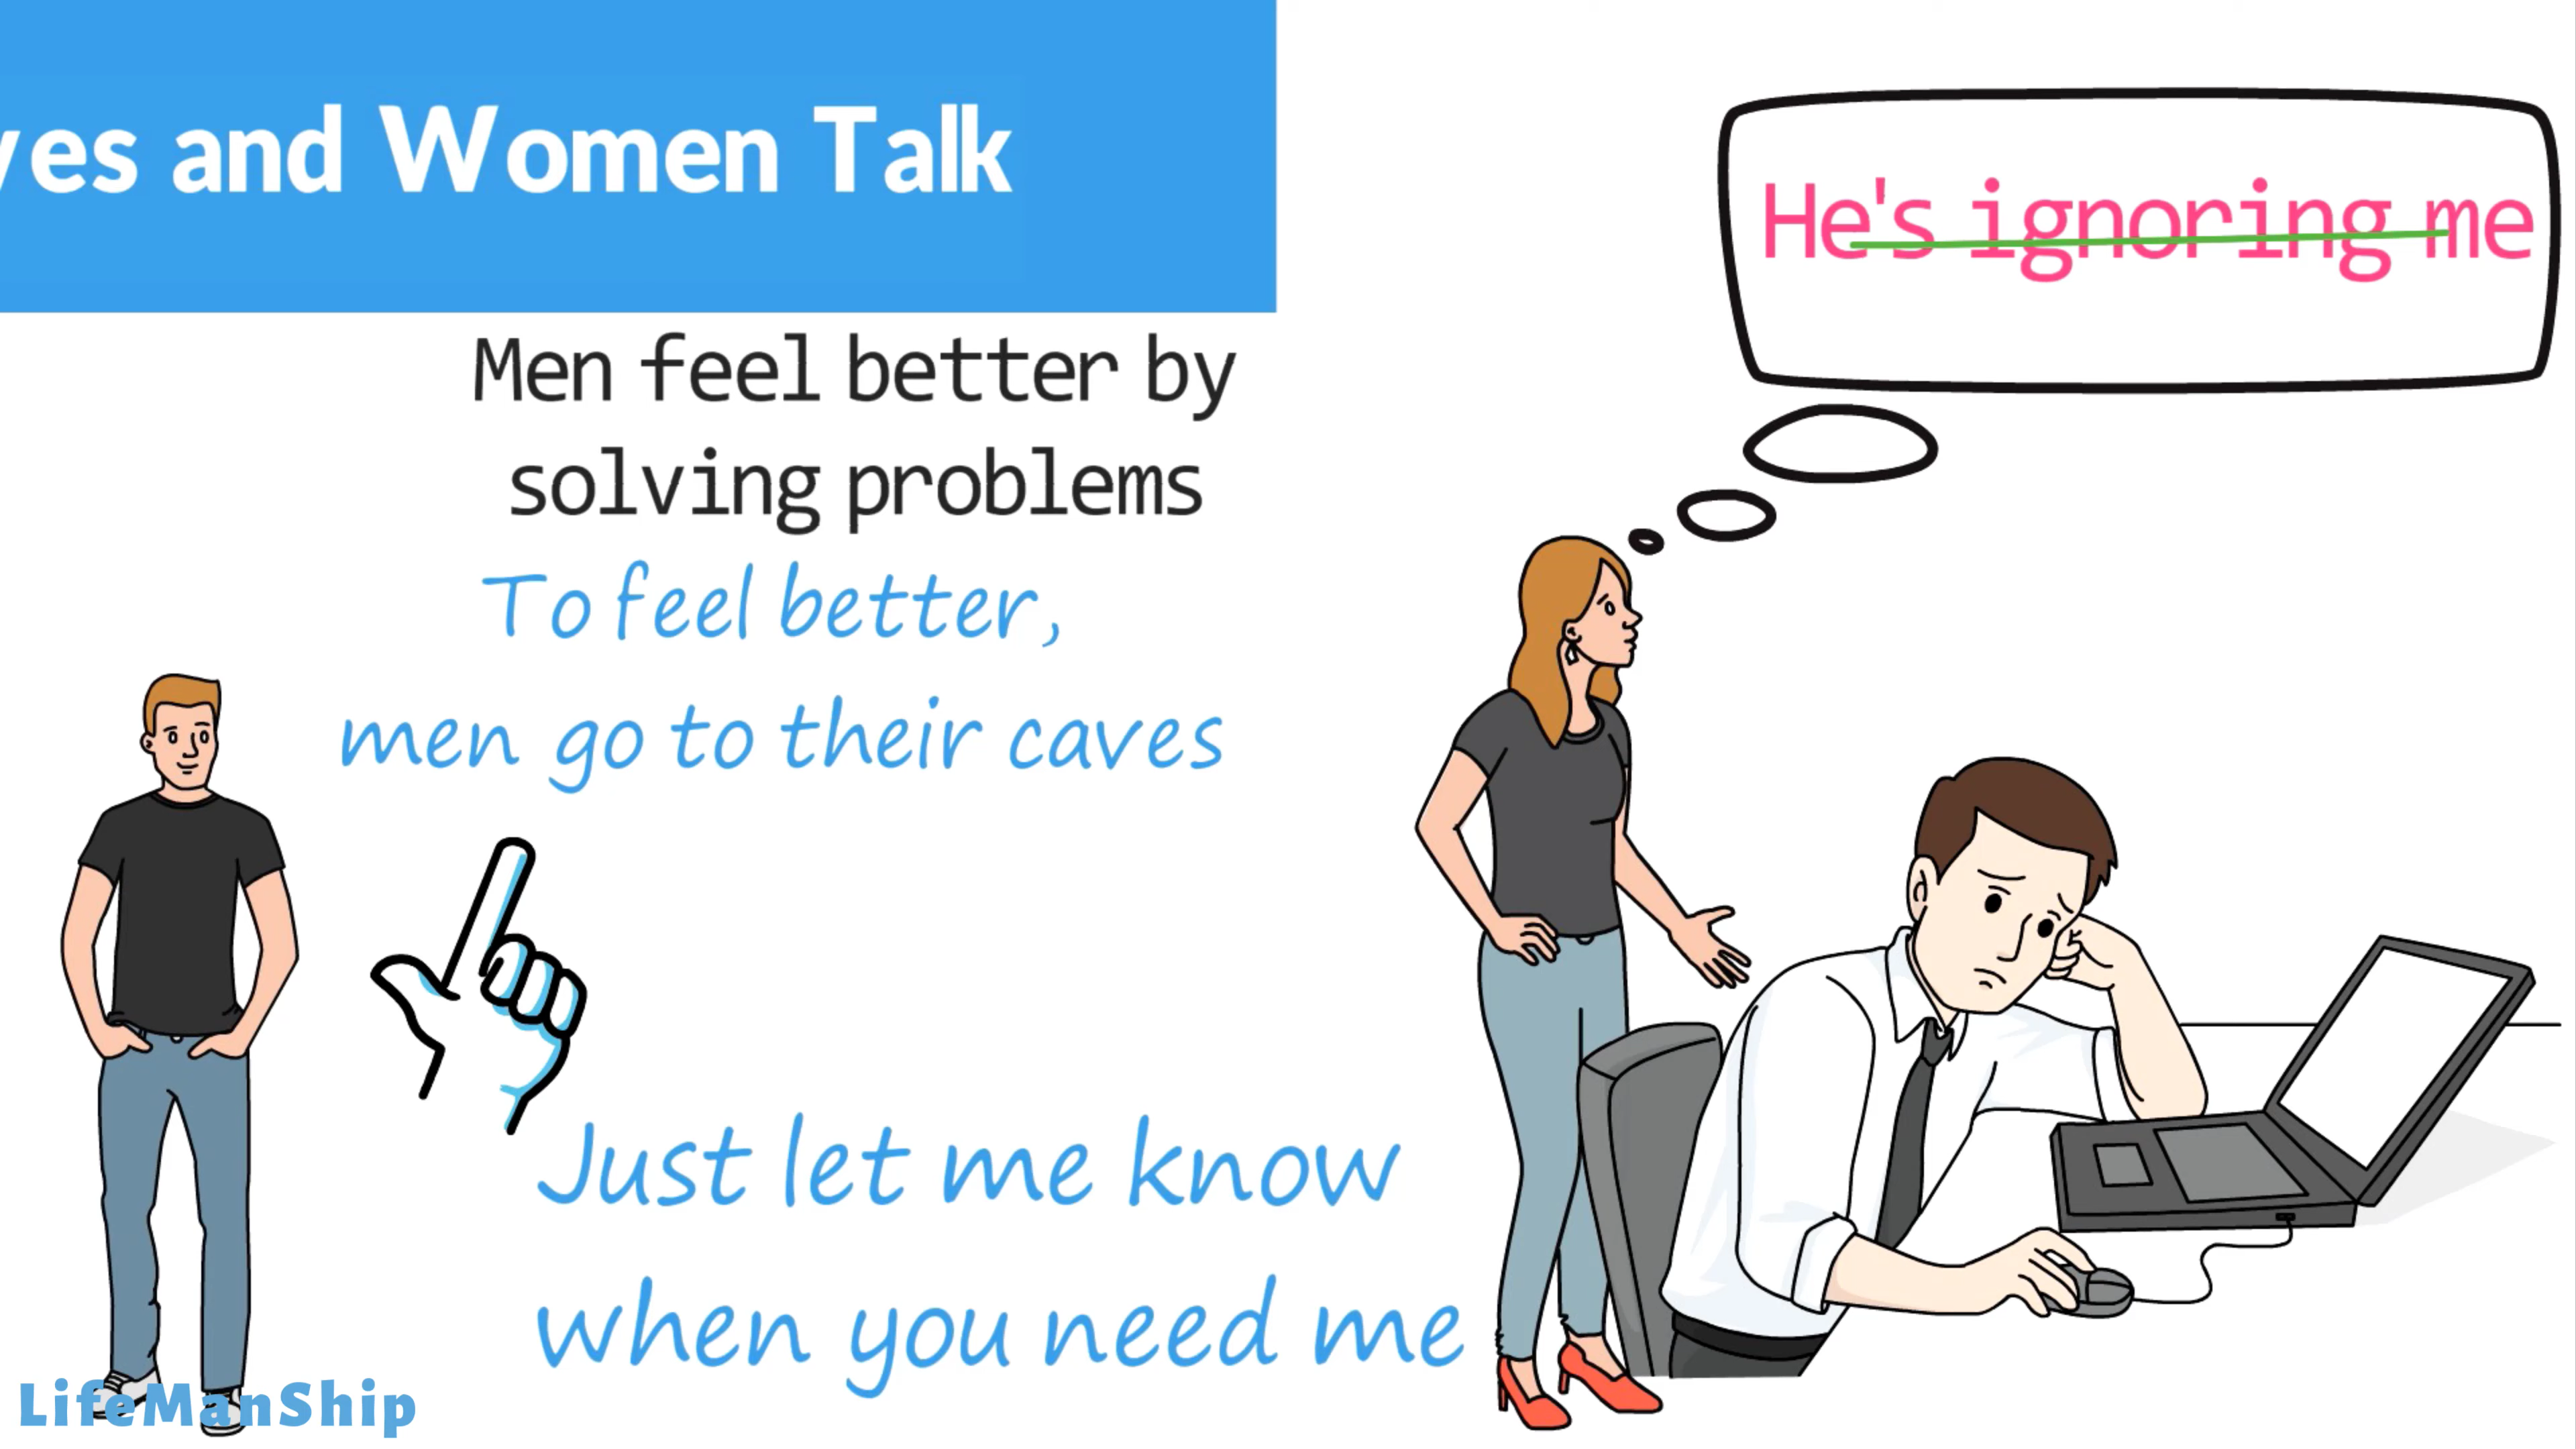 ves and Women Talk
He's ignoring me
Men feel better by
solving problems
To feel better,
men go to their caves
Just let me know
when you need me
LifeManShip